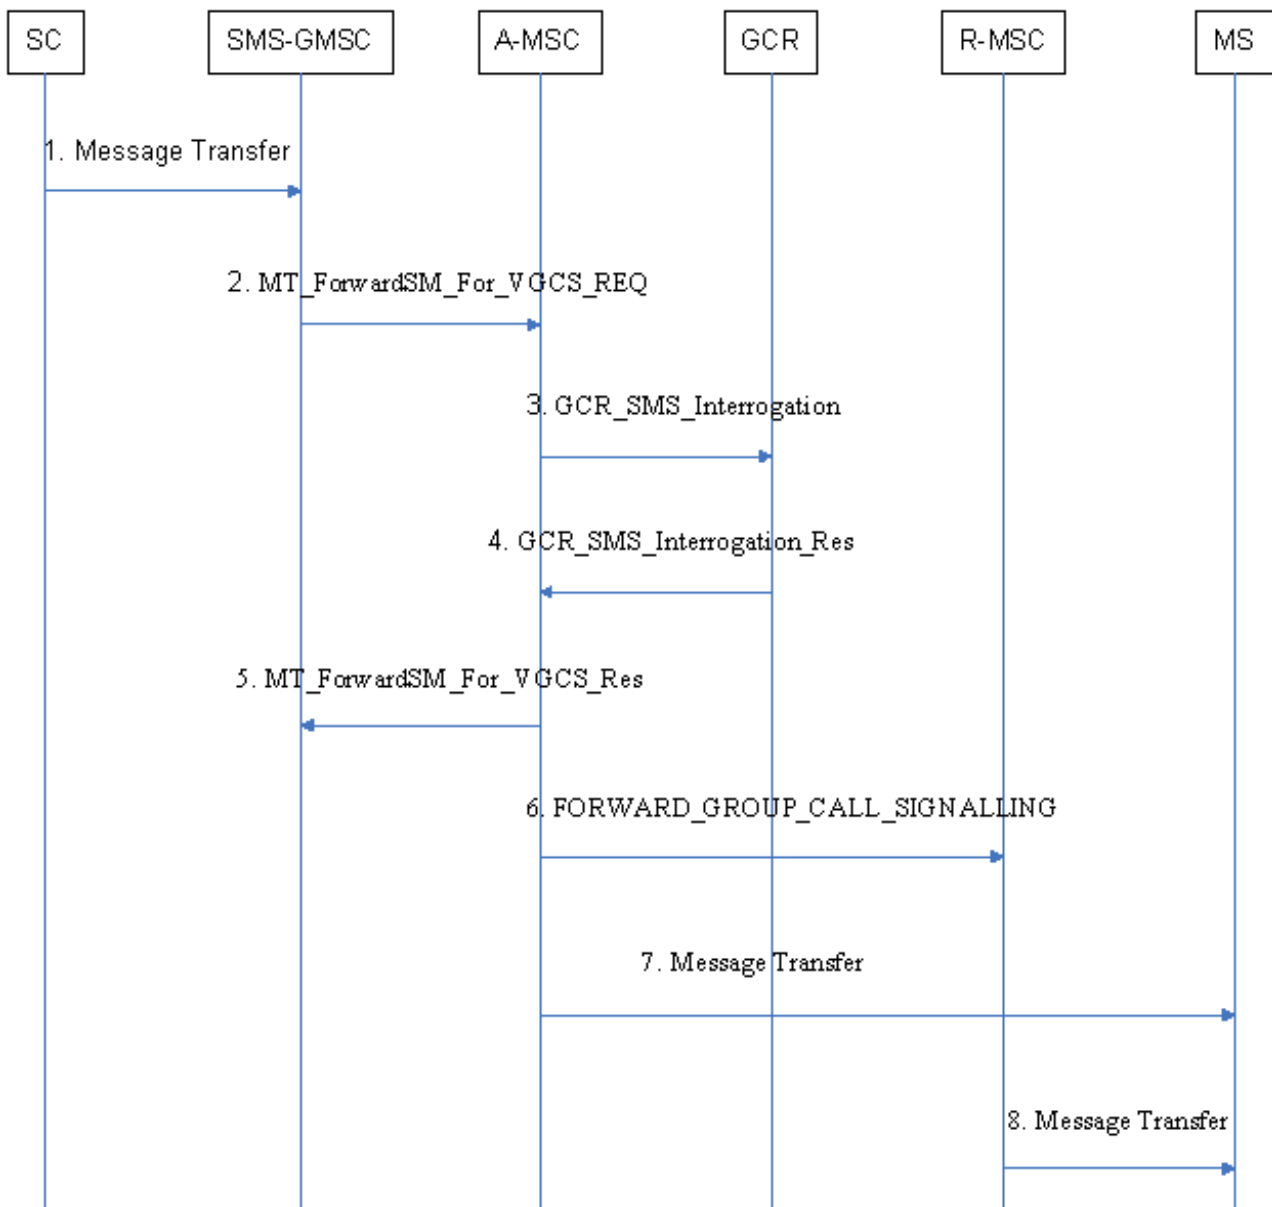 SC
SMS-GMSC
A-MSC
GCR
R-MSC
MS
1. Message Transfer
2. MT_ForwardSM_For_VGCS_REQ
3. GCR_SMS_Interrogation
4. GCR_SMS_Interrogation_Res
5. MT_ForwardSM_For_VGCS_Res
6. FORWARD_GROUP_CALL_SIGNALLING
7. Message Transfer
8. Message Transfer